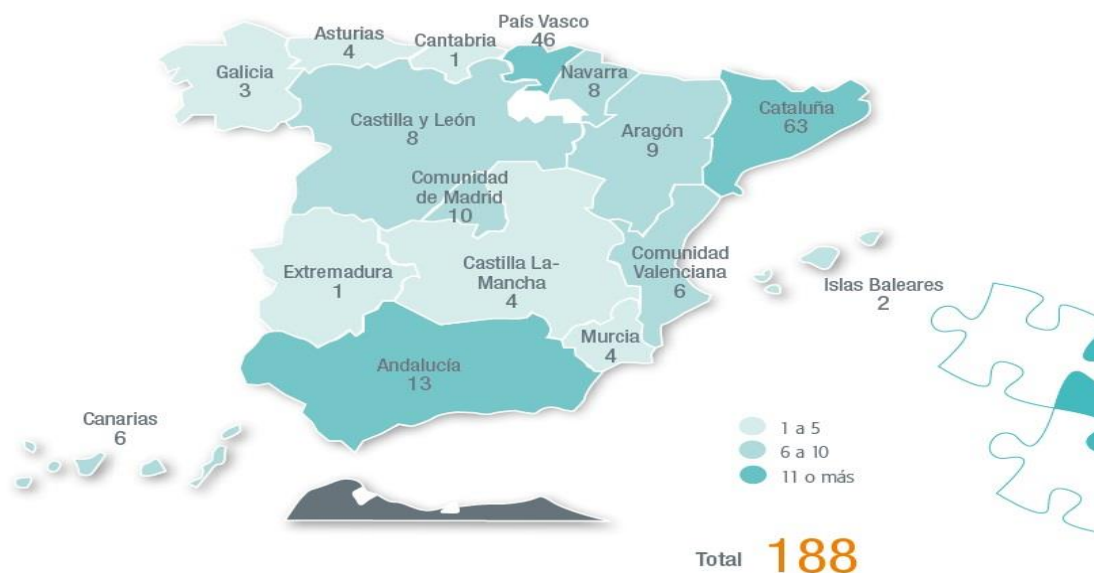 País Vasco
46
Asturias
4
Cantabria
1
Galicia
3
Navarra
8
Cataluña
63
Castilla y León
8
Aragón
9
Comunidad
de Madrid
10
Comunidad
Valenciana
6
Extremadura
1
Castilla La-
Mancha
4
Islas Baleares
2
Murcia
4
Andalucía
13
Canarias
6
1 a 5
6 a 10
11 o más
Total 188